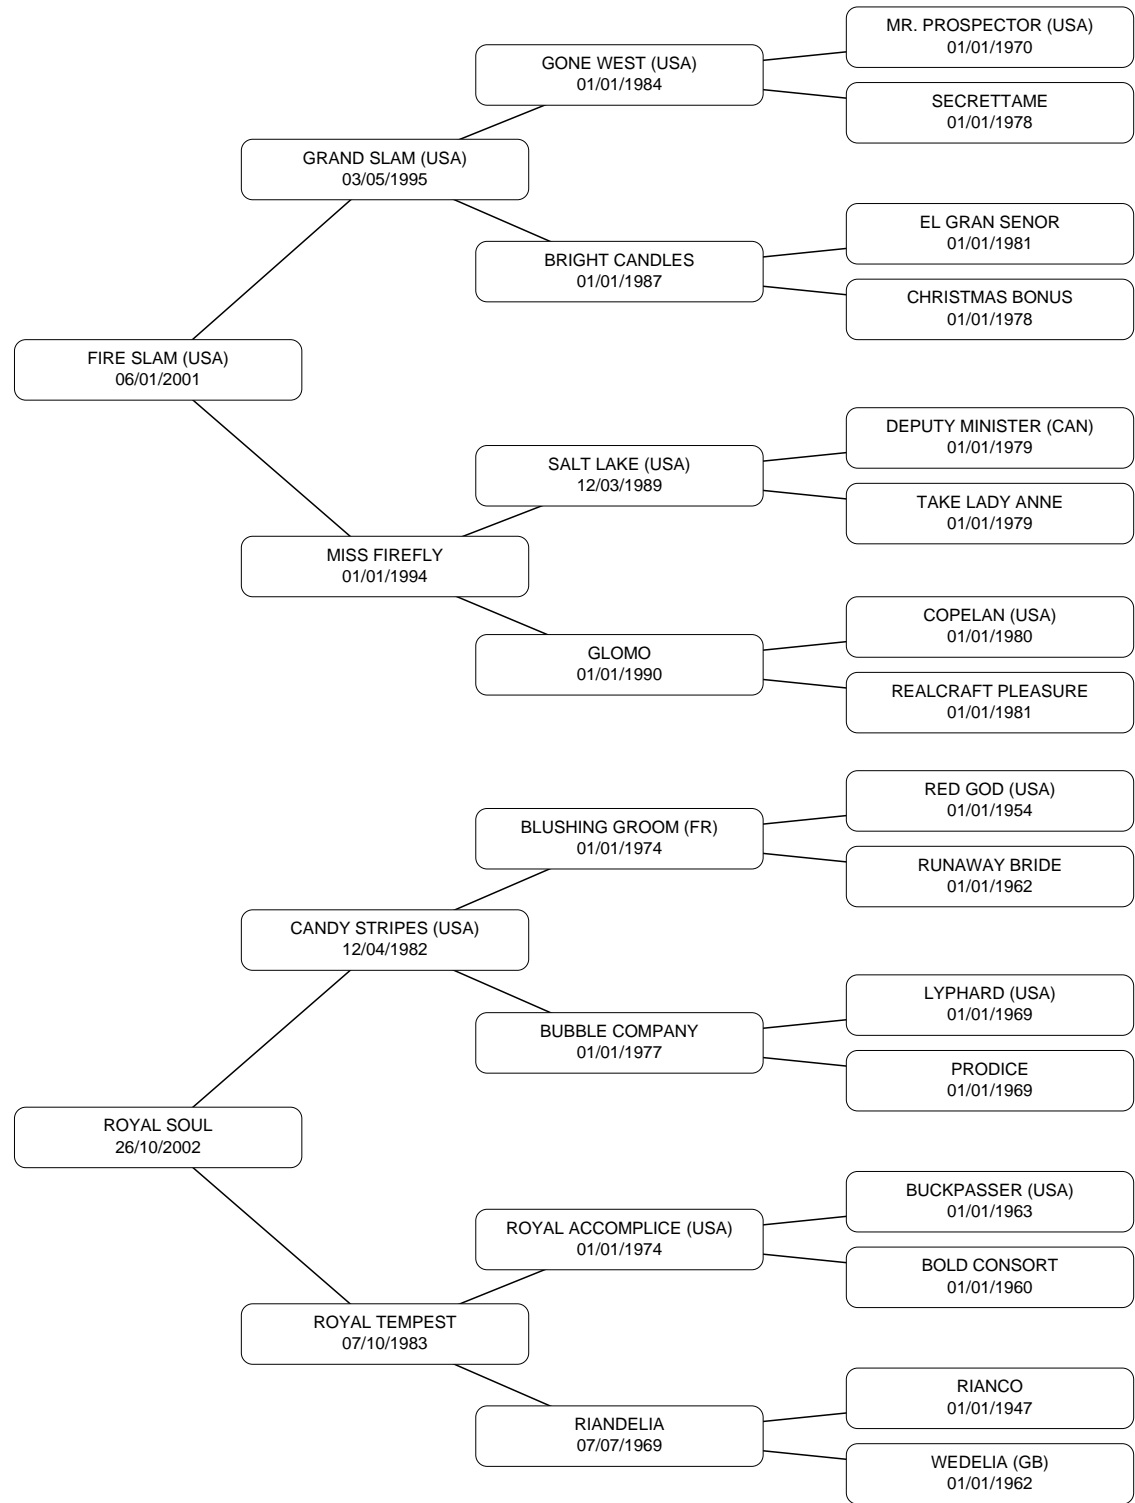 MR. PROSPECTOR (USA)
01/01/1970
GONE WEST (USA)
01/01/1984
SECRETTAME
01/01/1978
GRAND SLAM (USA)
03/05/1995
EL GRAN SENOR
01/01/1981
BRIGHT CANDLES
01/01/1987
CHRISTMAS BONUS
01/01/1978
FIRE SLAM (USA)
06/01/2001
DEPUTY MINISTER (CAN)
01/01/1979
SALT LAKE (USA)
12/03/1989
TAKE LADY ANNE
01/01/1979
MISS FIREFLY
01/01/1994
COPELAN (USA)
01/01/1980
GLOMO
01/01/1990
REALCRAFT PLEASURE
01/01/1981
RED GOD (USA)
01/01/1954
BLUSHING GROOM (FR)
01/01/1974
RUNAWAY BRIDE
01/01/1962
CANDY STRIPES (USA)
12/04/1982
LYPHARD (USA)
01/01/1969
BUBBLE COMPANY
01/01/1977
PRODICE
01/01/1969
ROYAL SOUL
26/10/2002
BUCKPASSER (USA)
01/01/1963
ROYAL ACCOMPLICE (USA)
01/01/1974
BOLD CONSORT
01/01/1960
ROYAL TEMPEST
07/10/1983
RIANCO
01/01/1947
RIANDELIA
07/07/1969
WEDELIA (GB)
01/01/1962